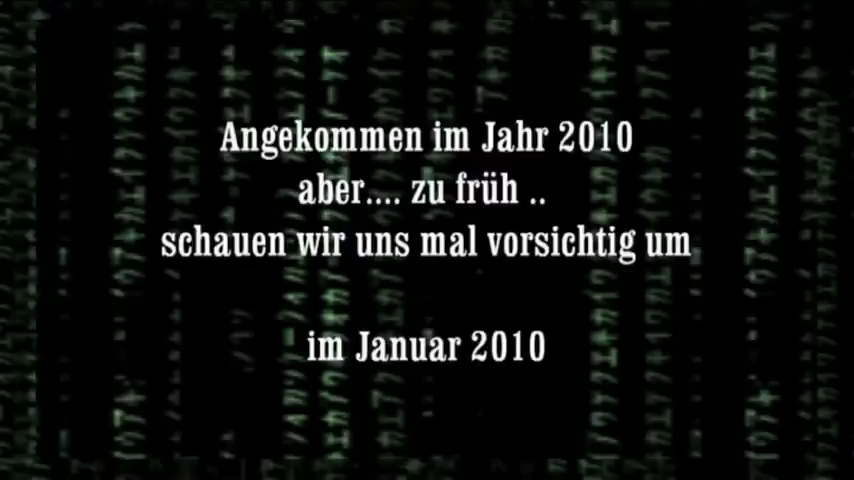 Angekommen im Jahr 2010
aber.... zu früh ..
schauen wir uns mal vorsichtig um
im Januar 2010